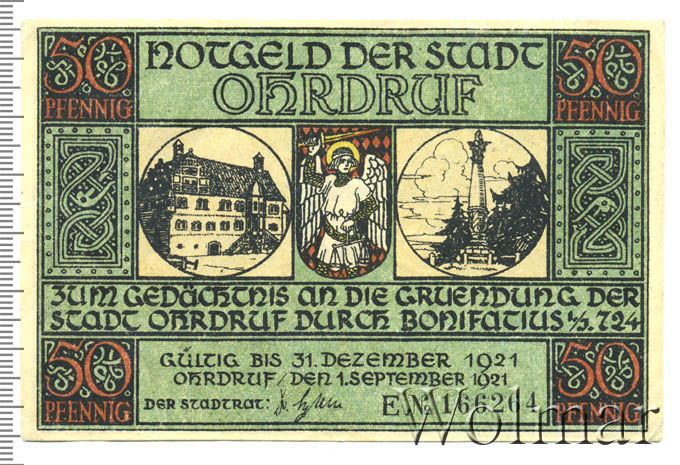 50 PFENNIG
NOTGELD DER STADT
OHRDRUF
50 PFENNIG
ZUM GEDÄCHTNIS AN DIE GRUENDUNG DER
STADT OHRDRUF DURCH BONIFATIUS i/J. 724
50 PFENNIG
GÜLTIG BIS 31. DEZEMBER 1921
OHRDRUF / DEN 1. SEPTEMBER 1921
DER STADTRAT:
E. № 166264
50 PFENNIG
Wolmar